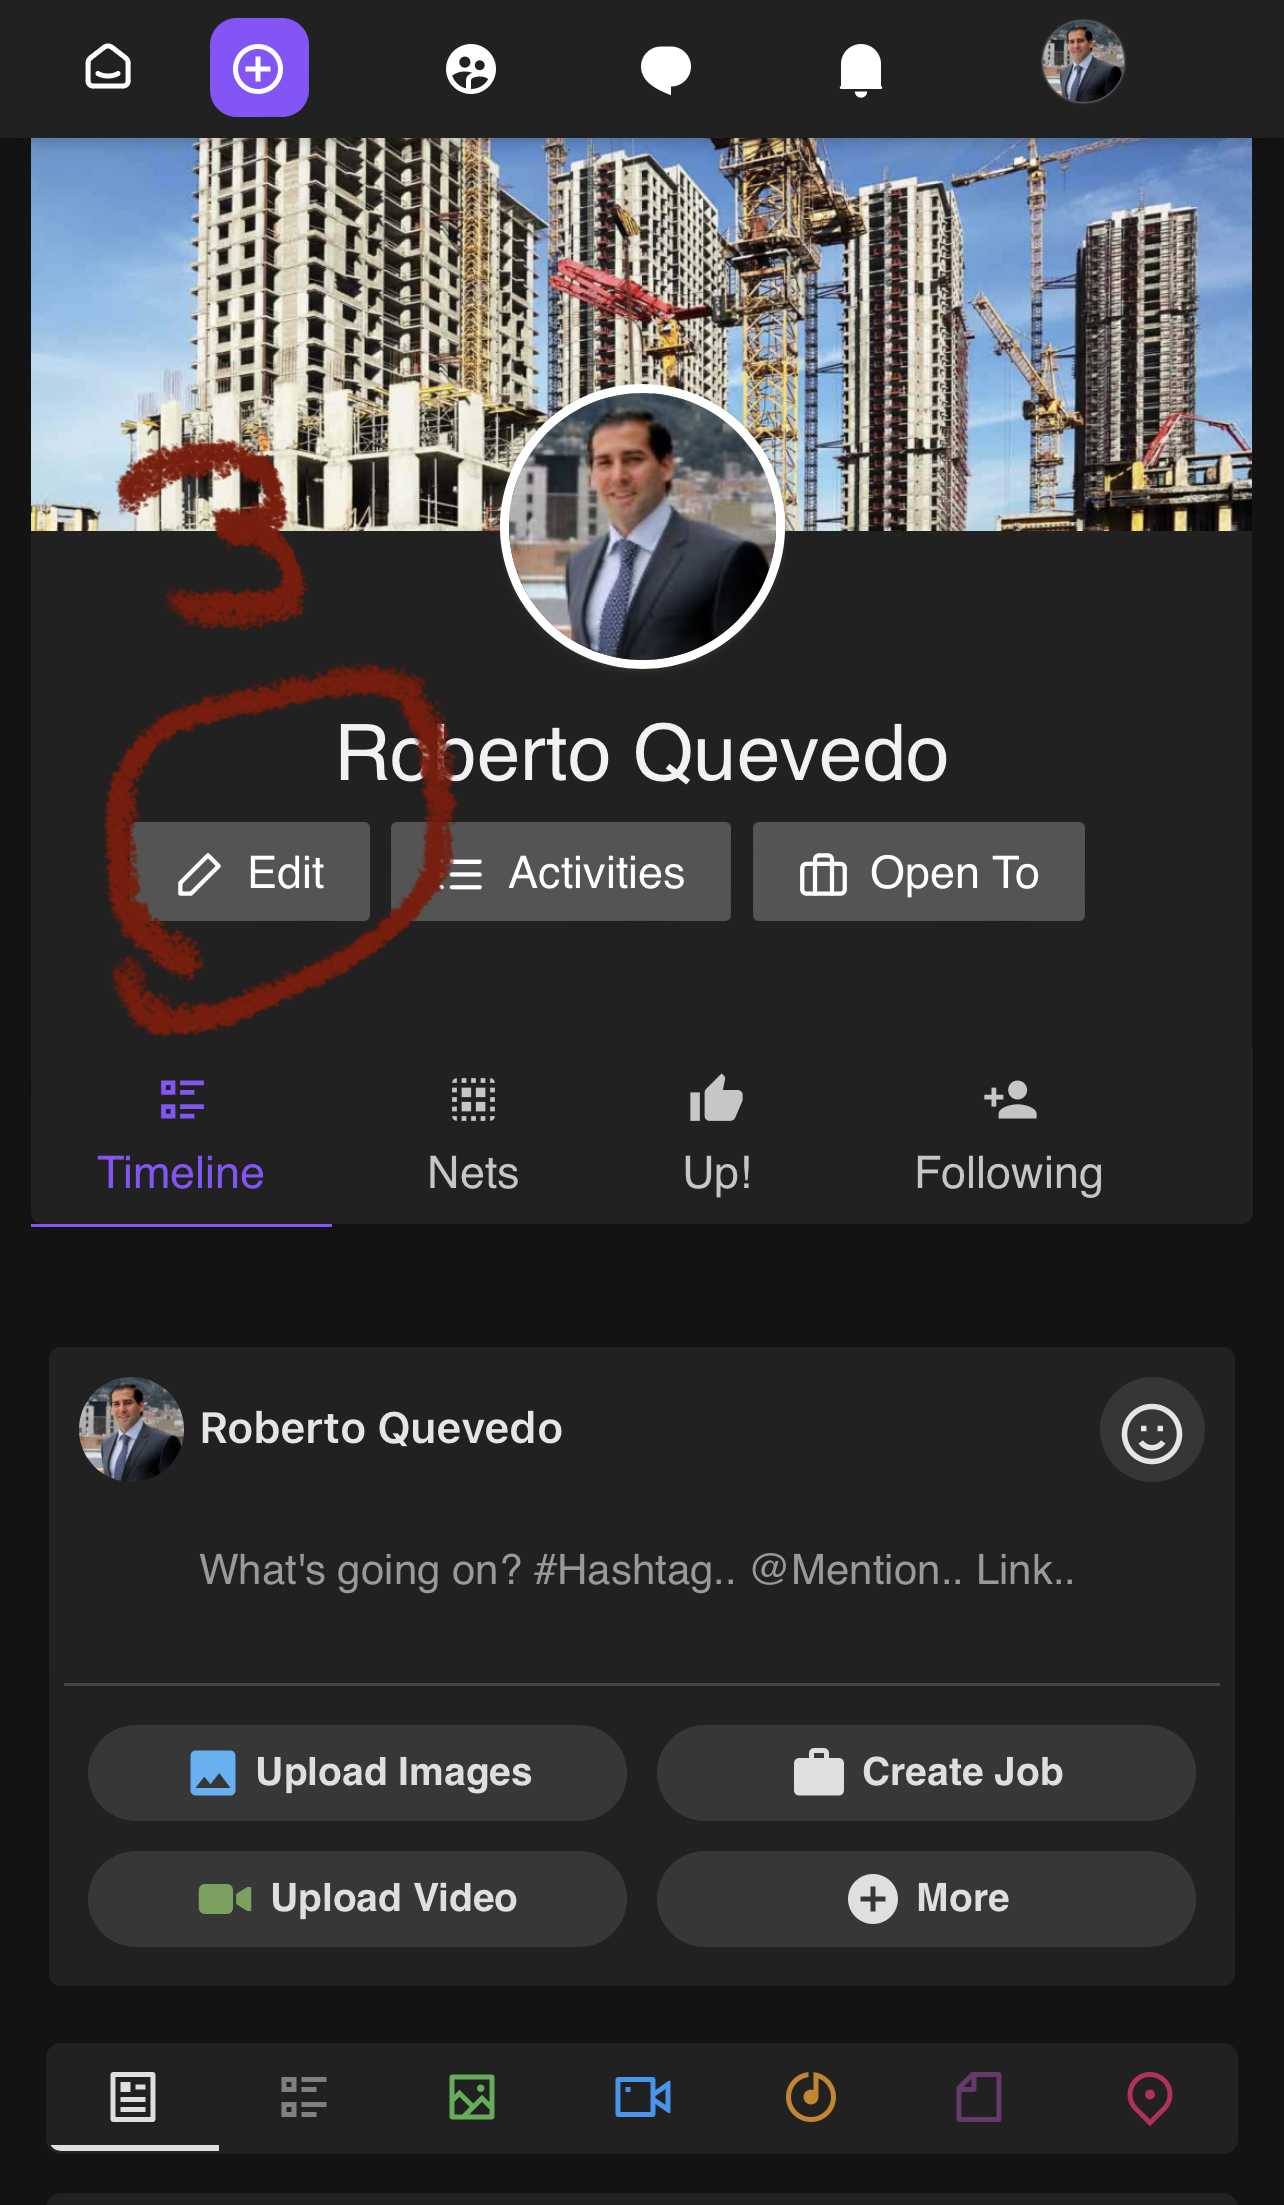 3
Roberto Quevedo
Edit Activities Open To
Timeline Nets Up! Following
Roberto Quevedo
What's going on? #Hashtag.. @Mention.. Link..
Upload Images Create Job
Upload Video More